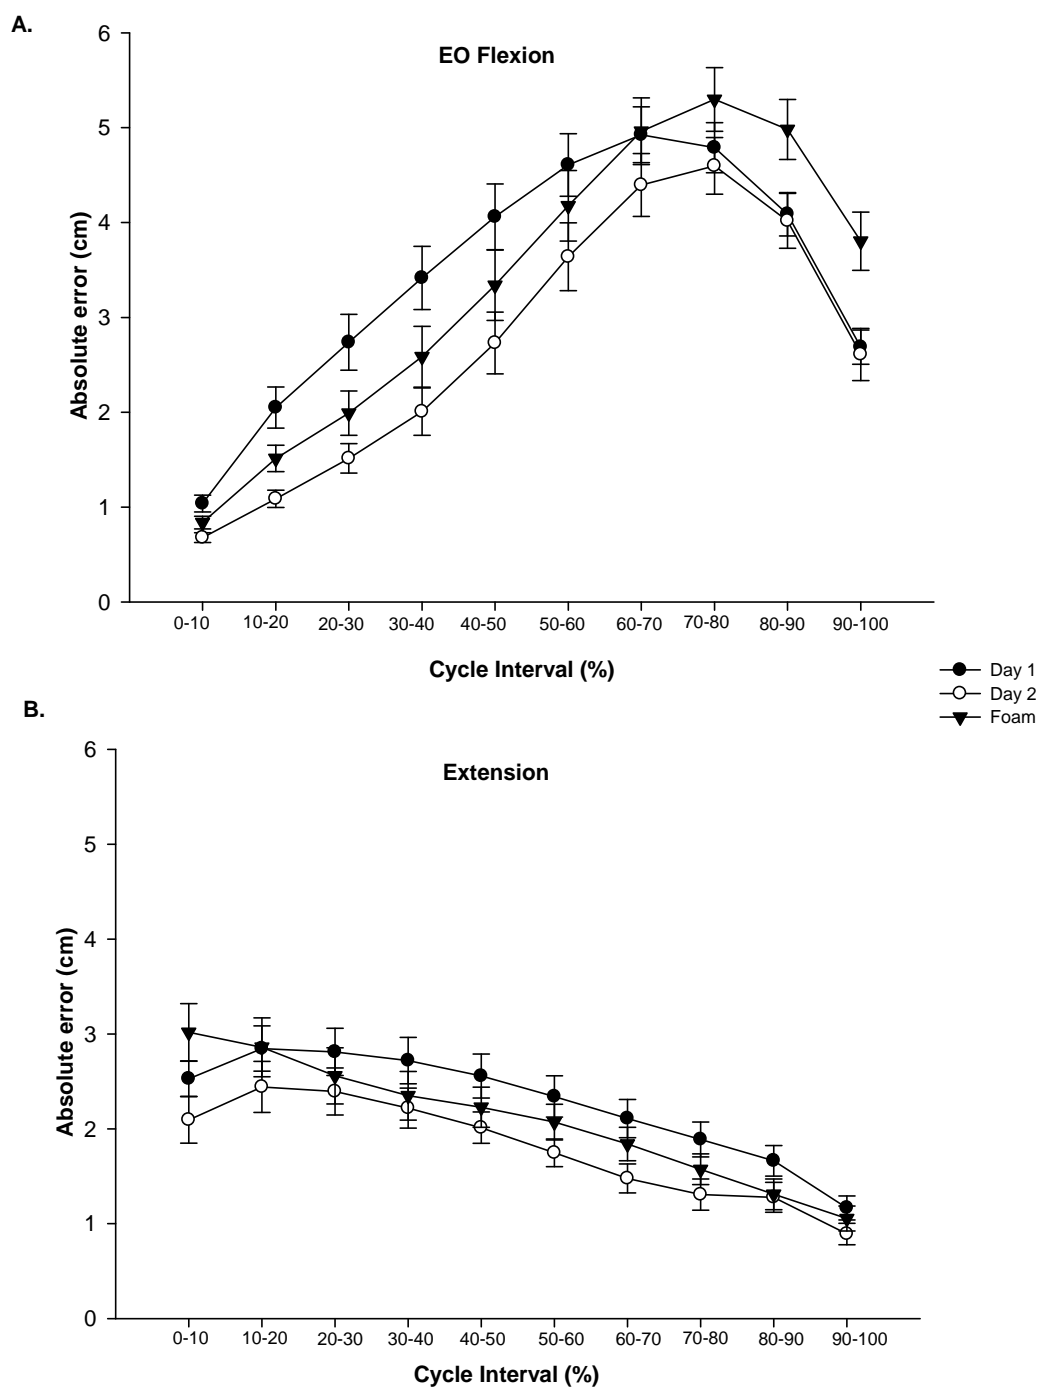 A.
EO Flexion
6
5
4
3
2
1
0
Absolute error (cm)
0-10 10-20 20-30 30-40 40-50 50-60 60-70 70-80 80-90 90-100
Cycle Interval (%)
Day 1
Day 2
Foam
B.
Extension
6
5
4
3
2
1
0
Absolute error (cm)
0-10 10-20 20-30 30-40 40-50 50-60 60-70 70-80 80-90 90-100
Cycle Interval (%)